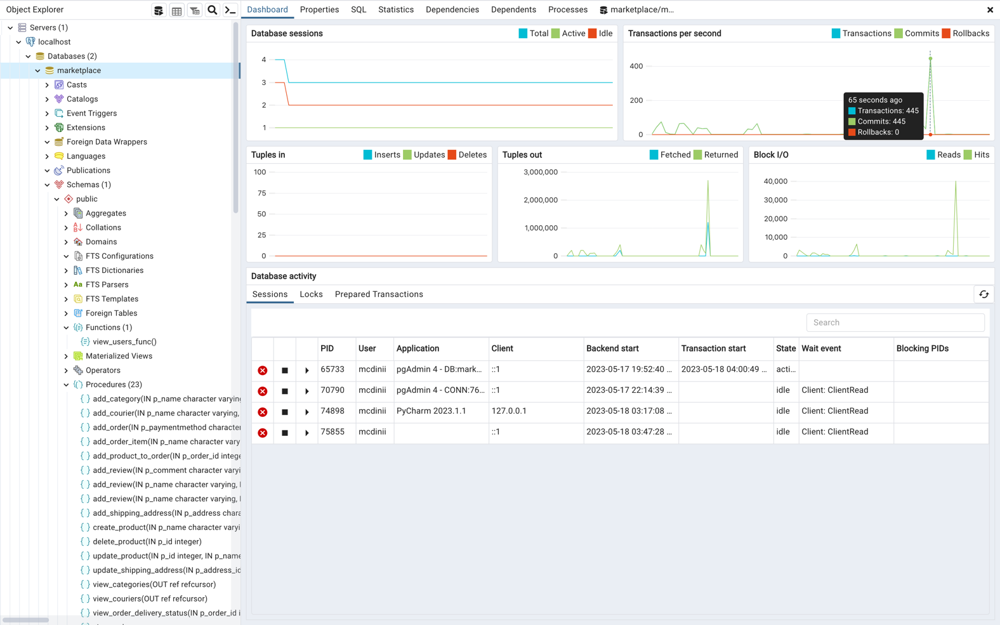 Object Explorer
Dashboard Properties SQL Statistics Dependencies Dependents Processes marketplace/m...
Servers (1)
localhost
Databases (2)
marketplace
Casts
Catalogs
Event Triggers
Extensions
Foreign Data Wrappers
Languages
Publications
Schemas (1)
public
Aggregates
Collations
Domains
FTS Configurations
FTS Dictionaries
Aa FTS Parsers
FTS Templates
Foreign Tables
Functions (1)
view_users_func()
Materialized Views
Operators
Procedures (23)
add_category(IN p_name character varying
add_courier(IN p_name character varying,
add_order(IN p_paymentmethod character
add_order_item(IN p_name character vary
add_product_to_order(IN p_order_id intege
add_review(IN p_comment character varyi
add_review(IN p_name character varying, I
add_review(IN p_name character varying, I
add_shipping_address(IN p_address chara
create_product(IN p_name character varyi
delete_product(IN p_id integer)
update_product(IN p_id integer, IN p_name
update_shipping_address(IN p_address_id
view_categories(OUT ref refcursor)
view_couriers(OUT ref refcursor)
view_order_delivery_status(IN p_order_id i
Database sessions Total Active Idle
4
3
2
1
Transactions per second Transactions Commits Rollbacks
400
200
0
65 seconds ago
Transactions: 445
Commits: 445
Rollbacks: 0
Tuples in Inserts Updates Deletes
100
75
50
25
0
Tuples out Fetched Returned
3,000,000
2,000,000
1,000,000
0
Block I/O Reads Hits
40,000
30,000
20,000
10,000
0
Database activity
Sessions Locks Prepared Transactions
Search
PID User Application Client Backend start Transaction start State Wait event Blocking PIDs
65733 mcdinii pgAdmin 4 - DB:mark... ::1 2023-05-17 19:52:40 ... 2023-05-18 04:00:49 ... acti...
70790 mcdinii pgAdmin 4 - CONN:76... ::1 2023-05-17 22:14:39 ... idle Client: ClientRead
74898 mcdinii PyCharm 2023.1.1 127.0.0.1 2023-05-18 03:17:08 ... idle Client: ClientRead
75855 mcdinii ::1 2023-05-18 03:47:28 ... idle Client: ClientRead